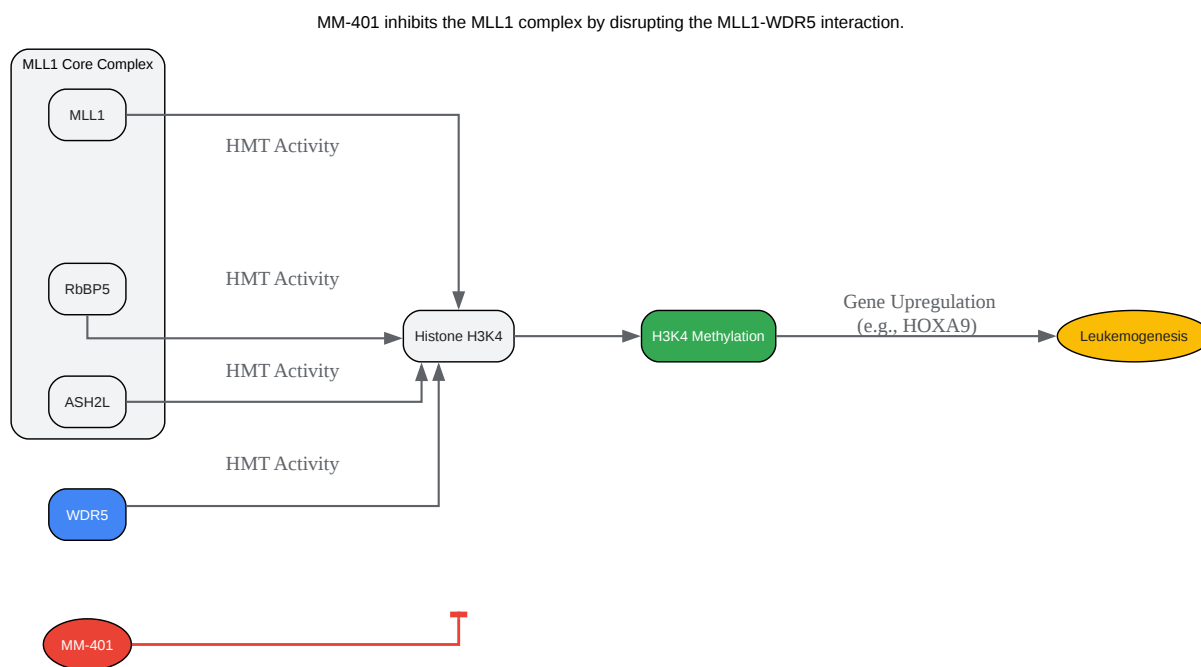 MM-401 inhibits the MLL1 complex by disrupting the MLL1-WDR5 interaction.
MLL1 Core Complex
MLL1
HMT Activity
RbBP5
HMT Activity
Gene Upregulation
(e.g., HOXA9)
Histone H3K4
H3K4 Methylation
Leukemogenesis
HMT Activity
ASH2L
HMT Activity
WDR5
MM-401